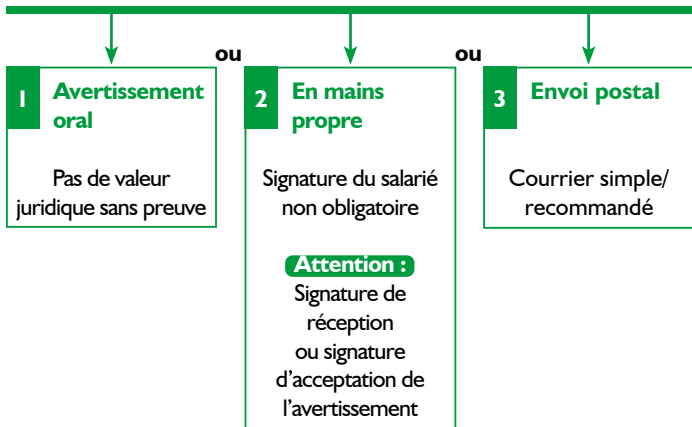 ou
ou
1 Avertissement
oral
Pas de valeur
juridique sans preuve
2 En mains
propre
Signature du salarié
non obligatoire
Attention :
Signature de
réception
ou signature
d'acceptation de
l'avertissement
3 Envoi postal
Courrier simple/
recommandé